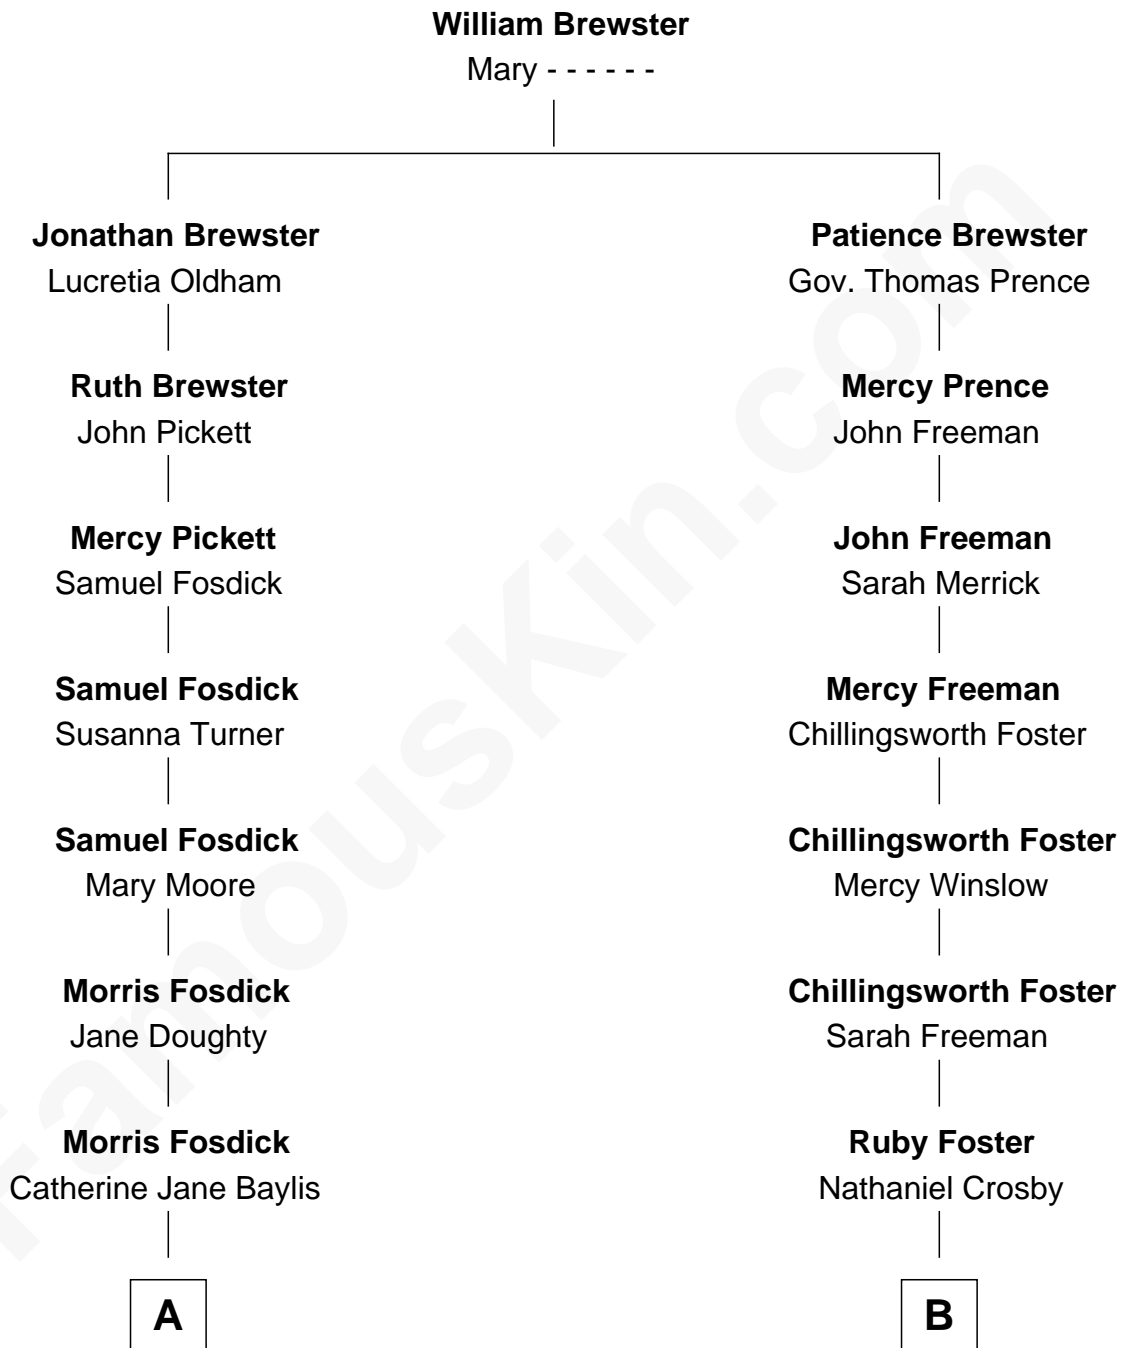 William Brewster
Mary - - - - - -
Jonathan Brewster
Lucretia Oldham
Patience Brewster
Gov. Thomas Prence
Ruth Brewster
John Pickett
Mercy Prence
John Freeman
Mercy Pickett
Samuel Fosdick
John Freeman
Sarah Merrick
Samuel Fosdick
Susanna Turner
Mercy Freeman
Chillingsworth Foster
Samuel Fosdick
Mary Moore
Chillingsworth Foster
Mercy Winslow
Morris Fosdick
Jane Doughty
Chillingsworth Foster
Sarah Freeman
Morris Fosdick
Catherine Jane Baylis
Ruby Foster
Nathaniel Crosby
A
B
FamousKin.com